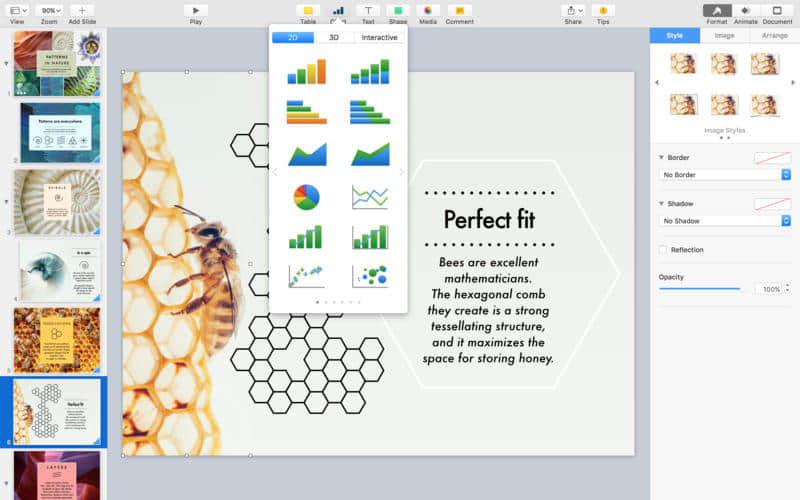 View
90%
Zoom
Add Slide
Play
Table
Text
Shape
Media
Comment
Share
Tips
Format
Animate
Document
2D
3D
Interactive
Style
Image
Arrange
Image Styles
Border
No Border
Shadow
No Shadow
Reflection
Opacity
100%
PATTERNS
IN NATURE
1
Patterns are everywhere
2
SPIRALS
3
4
5
Perfect fit
6
LAYERS
Perfect fit
Bees are excellent
mathematicians.
The hexagonal comb
they create is a strong
tessellating structure,
and it maximizes the
space for storing honey.